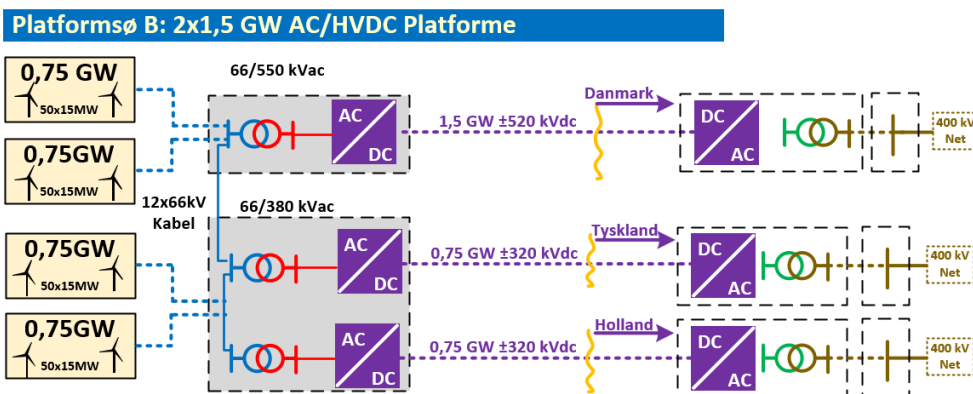 Platformsø B: 2x1,5 GW AC/HVDC Platforme
0,75 GW
50x15MW
0,75GW
50x15MW
0,75GW
50x15MW
0,75GW
50x15MW
66/550 kVac
AC
DC
12x66kV
Kabel
66/380 kVac
AC
DC
AC
DC
1,5 GW ±520 kVdc
Danmark
DC
AC
400 kV
Net
0,75 GW ±320 kVdc
Tyskland
DC
AC
400 kV
Net
0,75 GW ±320 kVdc
Holland
DC
AC
400 kV
Net